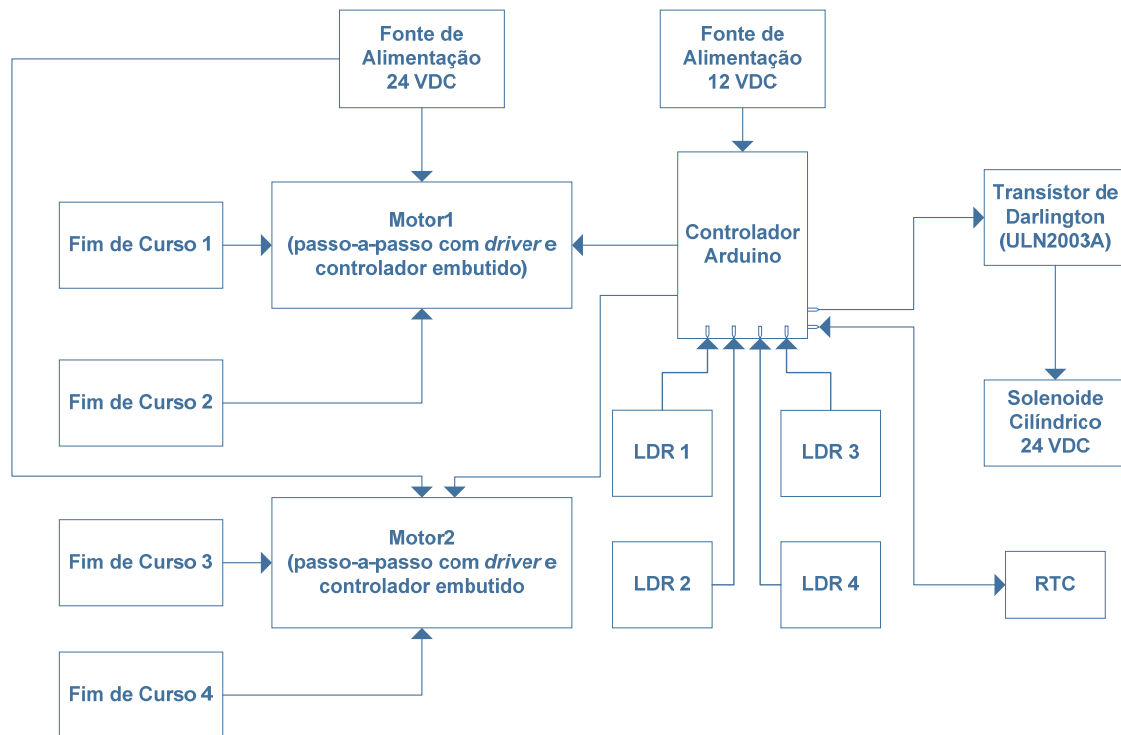 Fonte de
Alimentação
24 VDC
Fonte de
Alimentação
12 VDC
Fim de Curso 1
Motor1
(passo-a-passo com driver e
controlador embutido)
Controlador
Arduino
Transístor de
Darlington
(ULN2003A)
Fim de Curso 2
Solenoide
Cilíndrico
24 VDC
LDR 1
LDR 3
Fim de Curso 3
Motor2
(passo-a-passo com driver e
controlador embutido
LDR 2
LDR 4
RTC
Fim de Curso 4